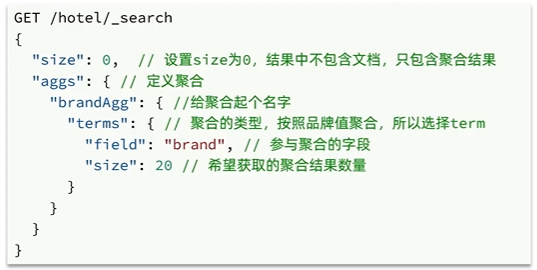 GET /hotel/_search
{
  "size": 0,  // 设置size为0，结果中不包含文档，只包含聚合结果
  "aggs": { // 定义聚合
    "brandAgg": { //给聚合起个名字
      "terms": { // 聚合的类型，按照品牌值聚合，所以选择term
        "field": "brand", // 参与聚合的字段
        "size": 20 // 希望获取的聚合结果数量
      }
    }
  }
}